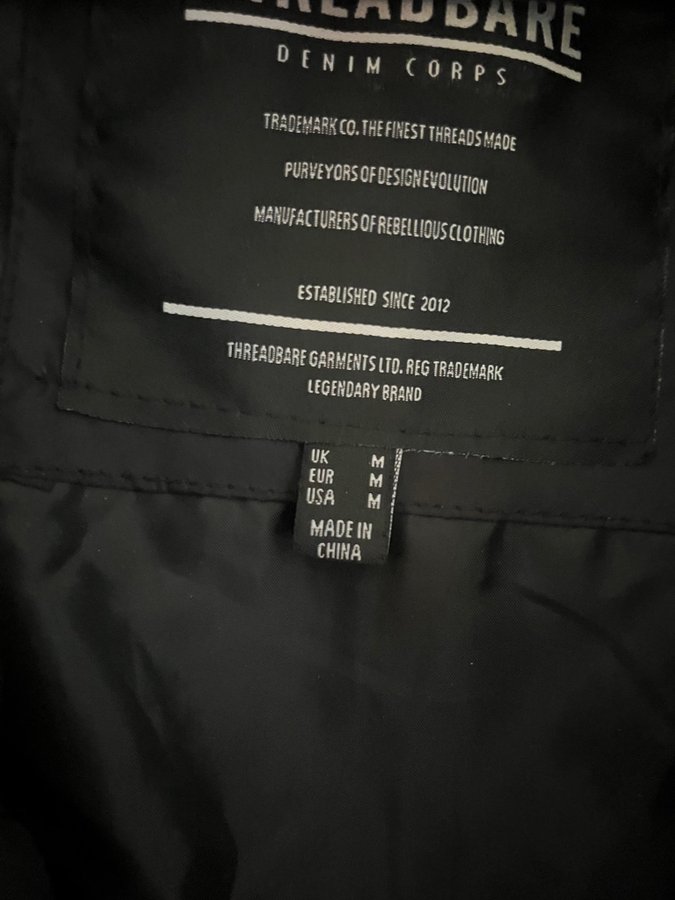 THREADBARE
DENIM CORPS
TRADEMARK CO. THE FINEST THREADS MADE
PURVEYORS OF DESIGN EVOLUTION
MANUFACTURERS OF REBELLIOUS CLOTHING
ESTABLISHED SINCE 2012
THREADBARE GARMENTS LTD. REG TRADEMARK
LEGENDARY BRAND
UK M
EUR M
USA M
MADE IN
CHINA